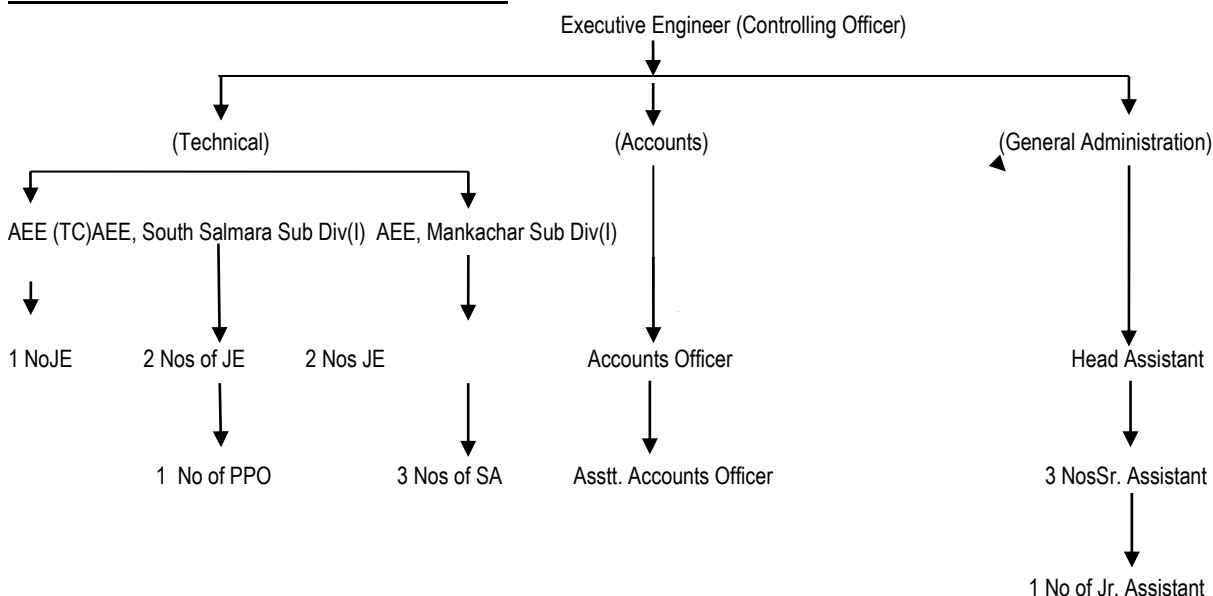 Executive Engineer (Controlling Officer)
(Technical) (Accounts) (General Administration)
AEE (TC)AEE, South Salmara Sub Div(I) AEE, Mankachar Sub Div(I)
1 NoJE 2 Nos of JE 2 Nos JE Accounts Officer Head Assistant
1 No of PPO 3 Nos of SA Asstt. Accounts Officer 3 NosSr. Assistant
1 No of Jr. Assistant